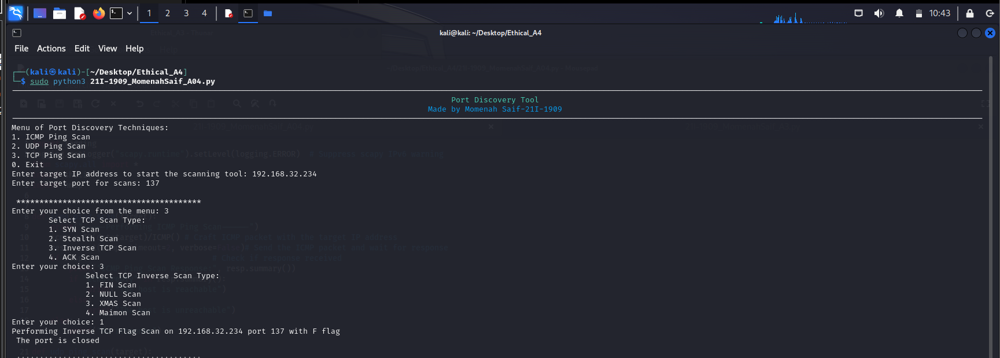 1 2 3 4 10:43
kali@kali: ~/Desktop/Ethical_A4
File Actions Edit View Help
(kali㉿kali)-[~/Desktop/Ethical_A4]
$ sudo python3 21I-1909_MomenahSaif_A04.py
Port Discovery Tool
Made by Momenah Saif-21I-1909
Menu of Port Discovery Techniques:
1. ICMP Ping Scan
2. UDP Ping Scan
3. TCP Ping Scan
0. Exit
Enter target IP address to start the scanning tool: 192.168.32.234
Enter target port for scans: 137
****************************************
Enter your choice from the menu: 3
Select TCP Scan Type:
1. SYN Scan
2. Stealth Scan
3. Inverse TCP Scan
4. ACK Scan
Enter your choice: 3
Select TCP Inverse Scan Type:
1. FIN Scan
2. NULL Scan
3. XMAS Scan
4. Maimon Scan
Enter your choice: 1
Performing Inverse TCP Flag Scan on 192.168.32.234 port 137 with F flag
The port is closed